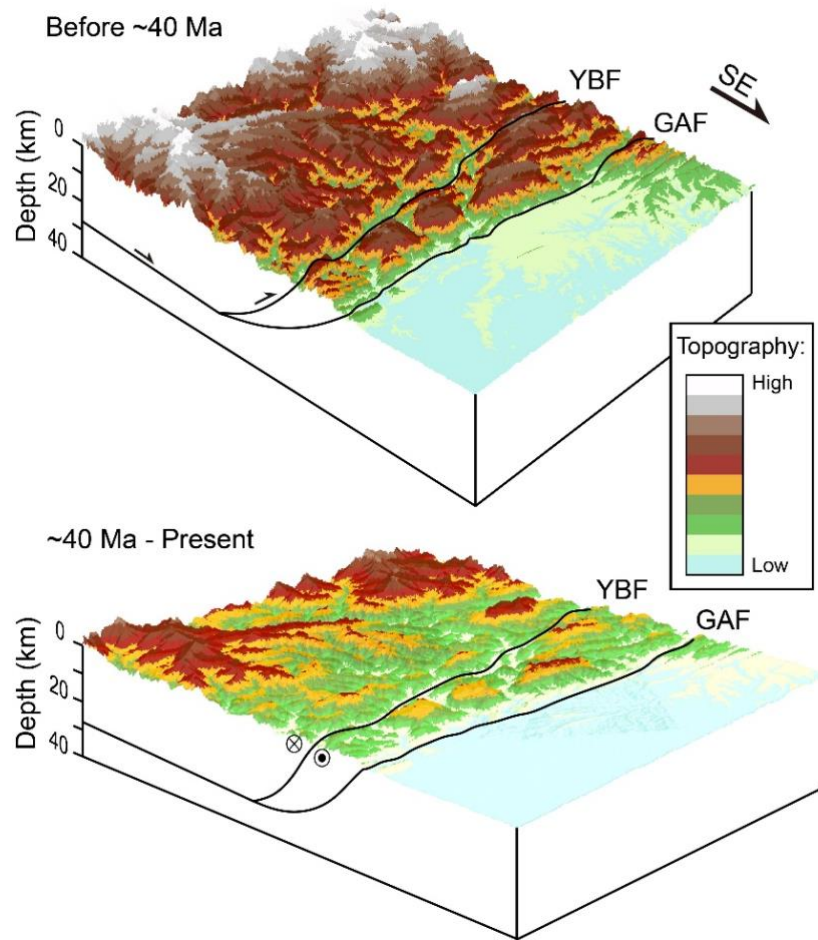 Before ~40 Ma
YBF
GAF
SE
Depth (km)
0
20
40
Topography:
High
Low
~40 Ma - Present
YBF
GAF
Depth (km)
0
20
40